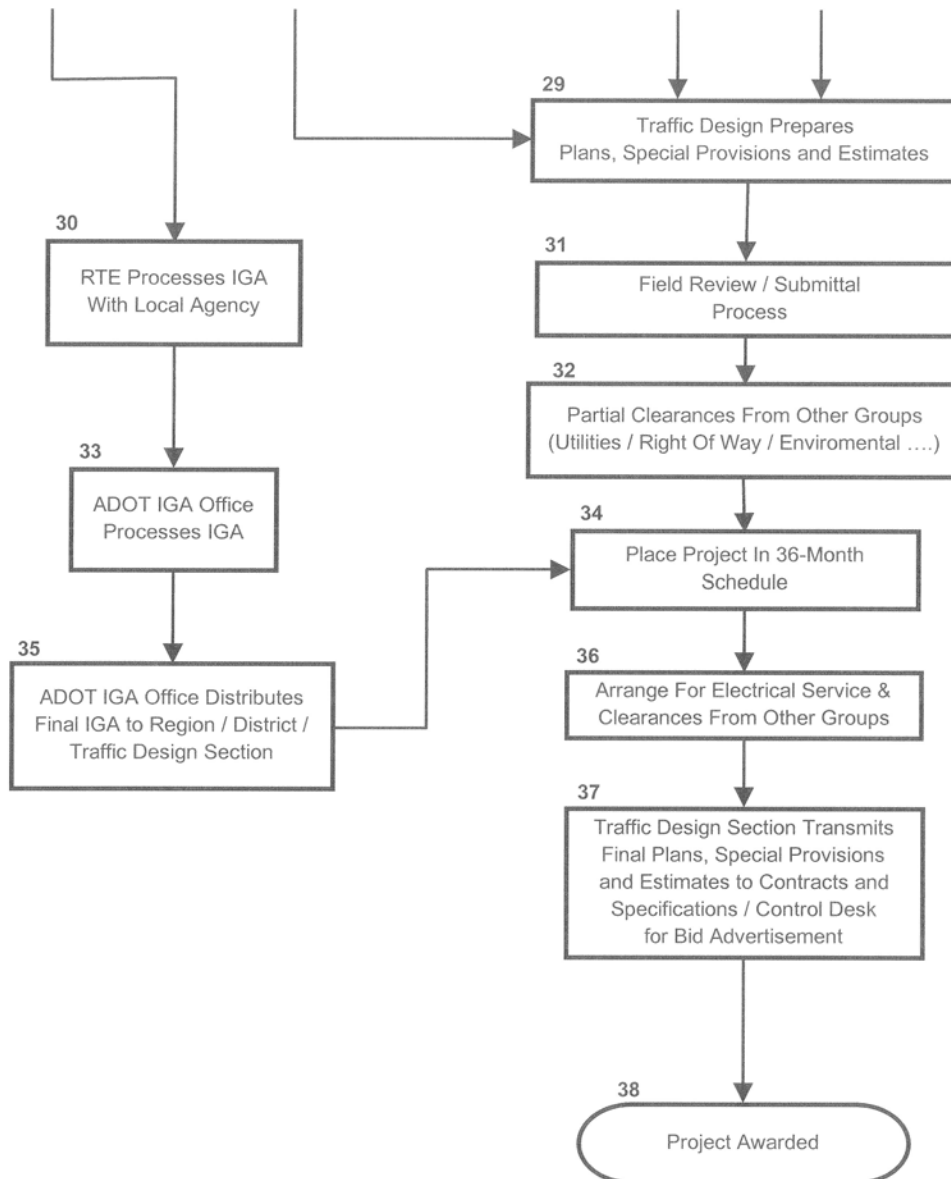 29
Traffic Design Prepares
Plans, Special Provisions and Estimates
30
RTE Processes IGA
With Local Agency
31
Field Review / Submittal
Process
32
Partial Clearances From Other Groups
(Utilities / Right Of Way / Enviromental ....)
33
ADOT IGA Office
Processes IGA
34
Place Project In 36-Month
Schedule
35
ADOT IGA Office Distributes
Final IGA to Region / District /
Traffic Design Section
36
Arrange For Electrical Service &
Clearances From Other Groups
37
Traffic Design Section Transmits
Final Plans, Special Provisions
and Estimates to Contracts and
Specifications / Control Desk
for Bid Advertisement
38
Project Awarded